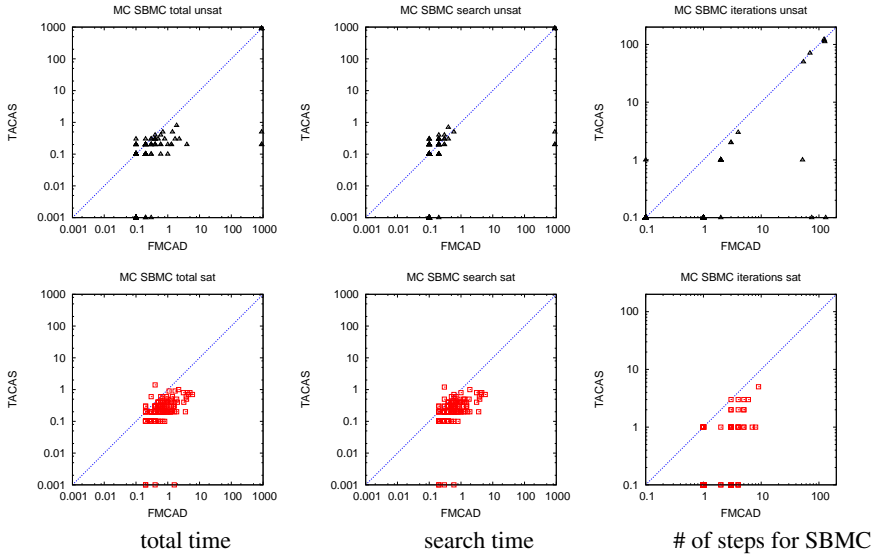 MC SBMC total unsat
TACAS
1000
100
10
1
0.1
0.01
0.001
0.001 0.01 0.1 1 10 100 1000
FMCAD
MC SBMC search unsat
TACAS
1000
100
10
1
0.1
0.01
0.001
0.001 0.01 0.1 1 10 100 1000
FMCAD
MC SBMC iterations unsat
TACAS
100
10
1
0.1
0.1 1 10 100
FMCAD
MC SBMC total sat
TACAS
1000
100
10
1
0.1
0.01
0.001
0.001 0.01 0.1 1 10 100 1000
FMCAD
total time
MC SBMC search sat
TACAS
1000
100
10
1
0.1
0.01
0.001
0.001 0.01 0.1 1 10 100 1000
FMCAD
search time
MC SBMC iterations sat
TACAS
100
10
1
0.1
0.1 1 10 100
FMCAD
# of steps for SBMC